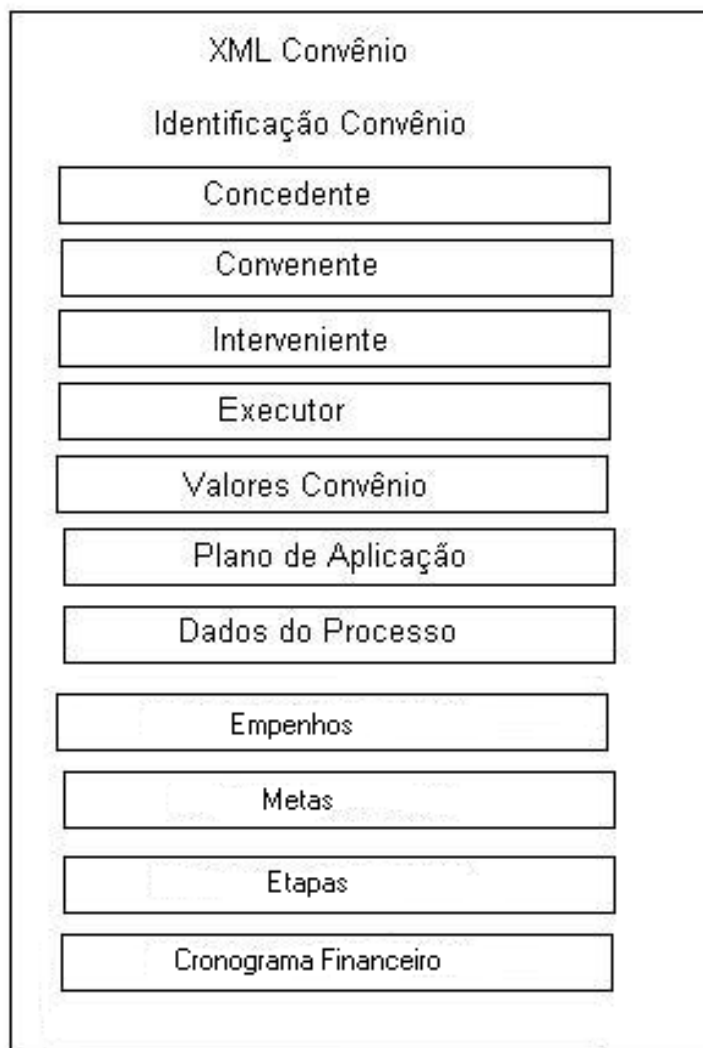 XML Convênio
Identificação Convênio
Concedente
Convenente
Interveniente
Executor
Valores Convênio
Plano de Aplicação
Dados do Processo
Empenhos
Metas
Etapas
Cronograma Financeiro